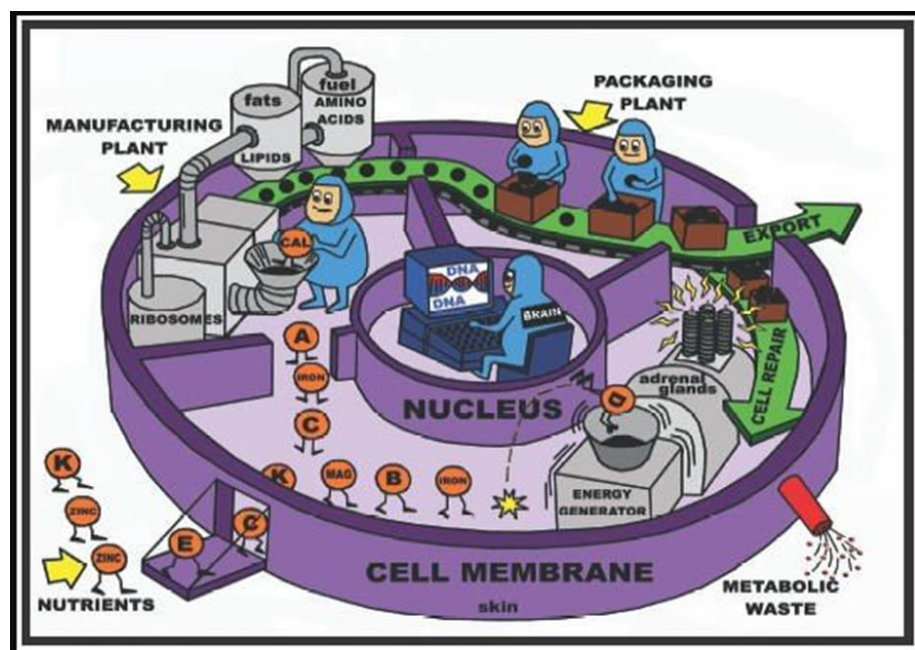 PACKAGING
PLANT
MANUFACTURING
PLANT
fats
LIPIDS
fuel
AMINO
ACIDS
EXPORT
CAL
DNA
DNA
BRAIN
RIBOSOMES
A
IRON
C
NUCLEUS
adrenal
glands
CELL REPAIR
K
MAG
B
IRON
ENERGY
GENERATOR
K
ZINC
ZINC
E
C
NUTRIENTS
CELL MEMBRANE
skin
METABOLIC
WASTE